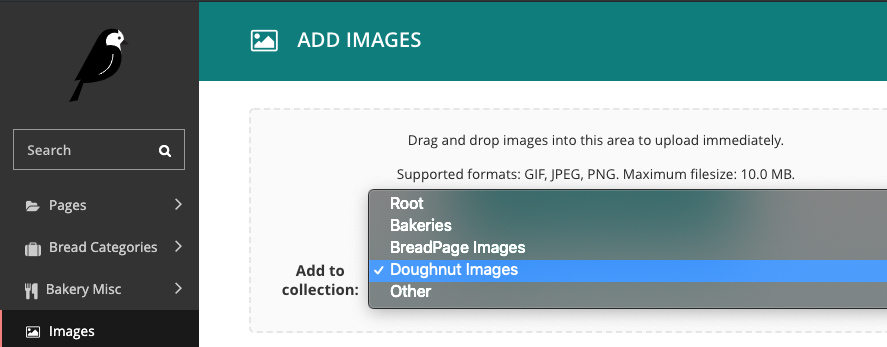 ADD IMAGES
Search
Pages
Bread Categories
Bakery Misc
Images
Drag and drop images into this area to upload immediately.
Supported formats: GIF, JPEG, PNG. Maximum filesize: 10.0 MB.
Add to
collection:
Root
Bakeries
BreadPage Images
Doughnut Images
Other